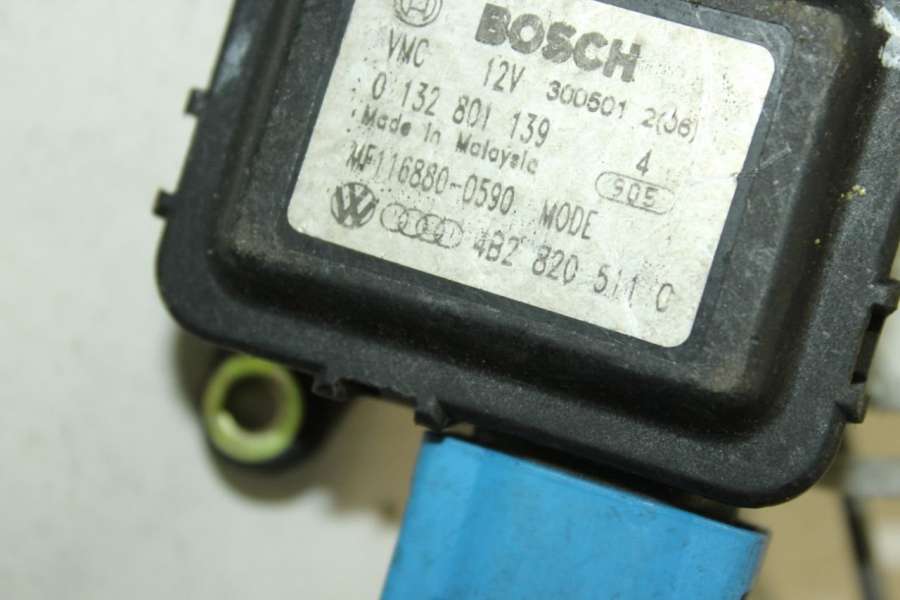 BOSCH
VMC 12V 300601 2(06)
0 132 801 139 4
Made in Malaysia 905
MF116880-0590 MODE
4B2 820 511 C